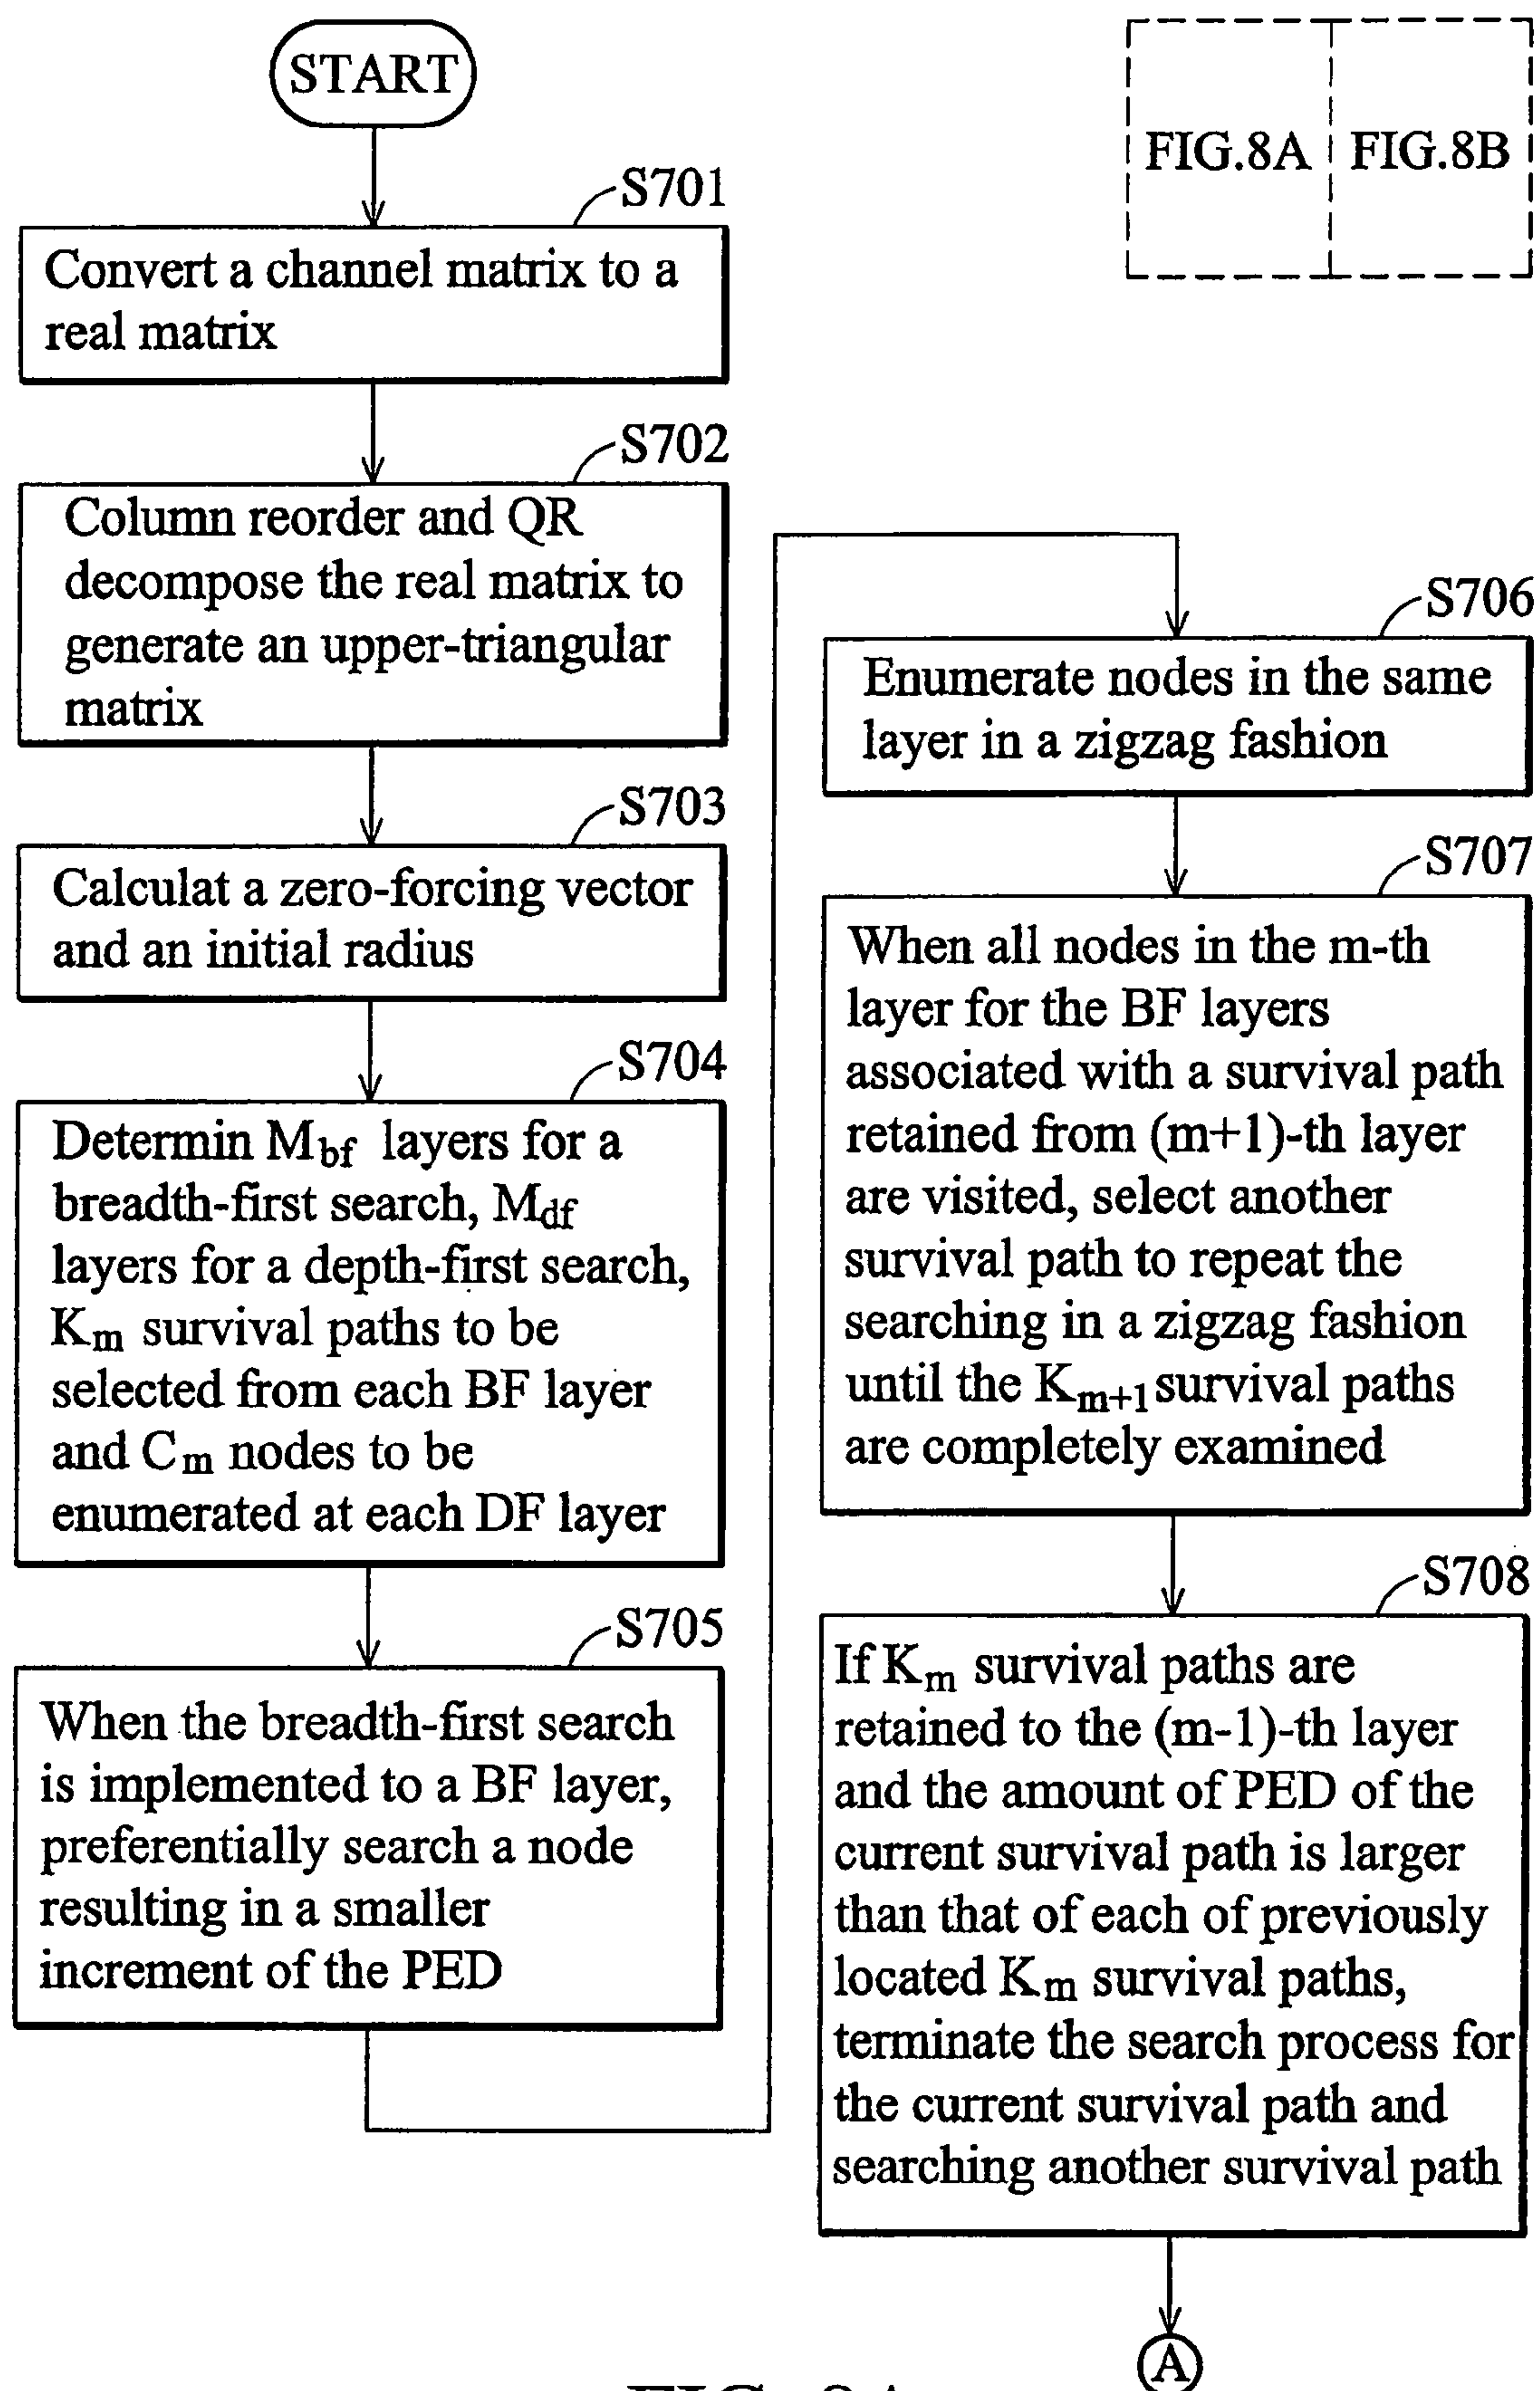 START
FIG.8A FIG.8B
S701
Convert a channel matrix to a
real matrix
S702
Column reorder and QR
decompose the real matrix to
generate an upper-triangular
matrix
S703
Calculat a zero-forcing vector
and an initial radius
S704
Determin Mbf layers for a
breadth-first search, Mdf
layers for a depth-first search,
Km survival paths to be
selected from each BF layer
and Cm nodes to be
enumerated at each DF layer
S705
When the breadth-first search
is implemented to a BF layer,
preferentially search a node
resulting in a smaller
increment of the PED
S706
Enumerate nodes in the same
layer in a zigzag fashion
S707
When all nodes in the m-th
layer for the BF layers
associated with a survival path
retained from (m+1)-th layer
are visited, select another
survival path to repeat the
searching in a zigzag fashion
until the Km+1 survival paths
are completely examined
S708
If Km survival paths are
retained to the (m-1)-th layer
and the amount of PED of the
current survival path is larger
than that of each of previously
located Km survival paths,
terminate the search process for
the current survival path and
searching another survival path
A